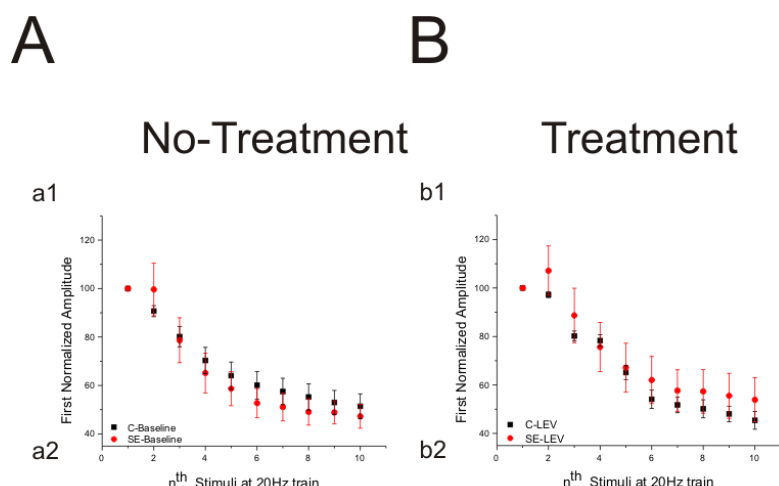 A
B
No-Treatment
Treatment
a1
120
100
80
60
40
First Normalized Amplitude
C-Baseline
SE-Baseline
0 2 4 6 8 10
nth Stimuli at 20Hz train
a2
b1
120
100
80
60
40
First Normalized Amplitude
C-LEV
SE-LEV
0 2 4 6 8 10
nth Stimuli at 20Hz train
b2